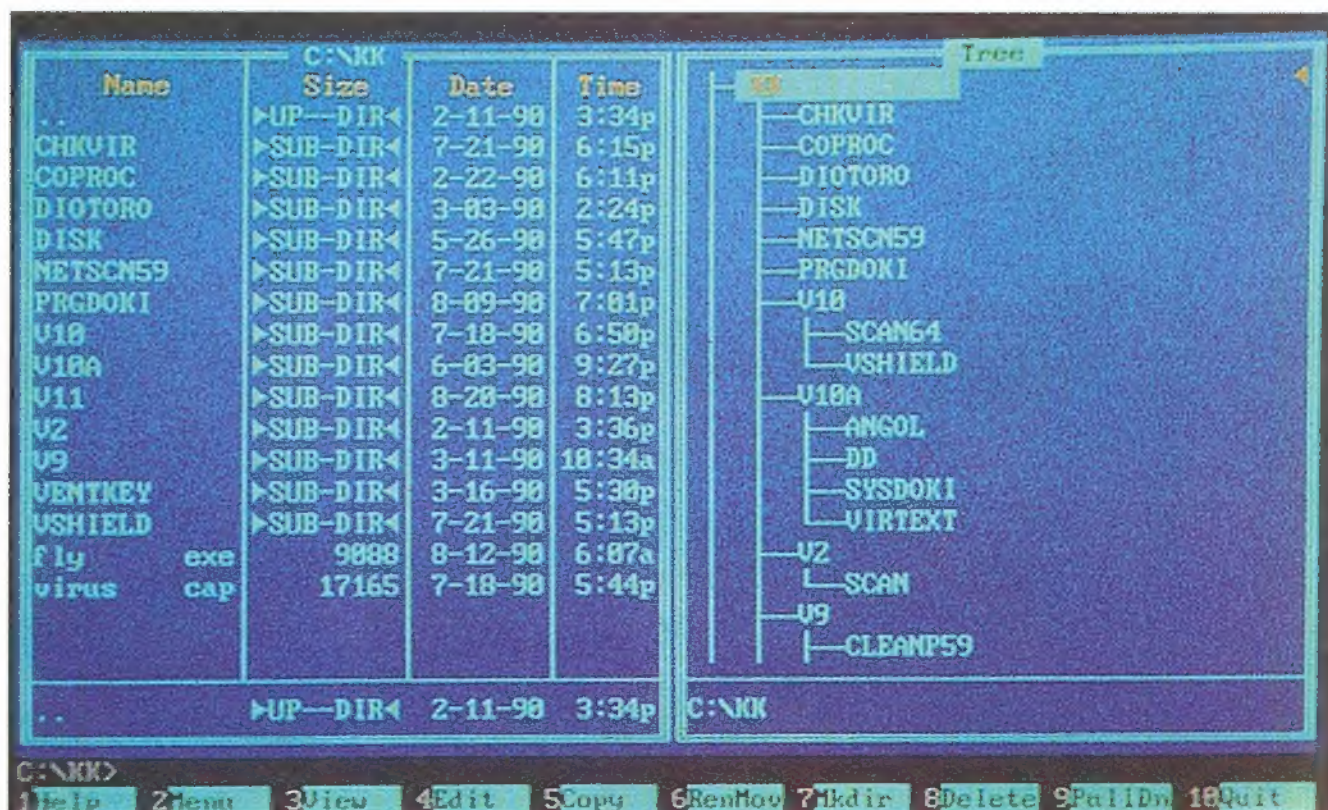 C:\KK
Name Size Date Time
.. ►UP--DIR◄ 2-11-90 3:34p
CHKVIR ►SUB-DIR◄ 7-21-90 6:15p
COPROC ►SUB-DIR◄ 2-22-90 6:11p
DIOTORO ►SUB-DIR◄ 3-03-90 2:24p
DISK ►SUB-DIR◄ 5-26-90 5:47p
NETSCN59 ►SUB-DIR◄ 7-21-90 5:13p
PRGDOKI ►SUB-DIR◄ 8-09-90 7:01p
V10 ►SUB-DIR◄ 7-18-90 6:50p
V10A ►SUB-DIR◄ 6-03-90 9:27p
V11 ►SUB-DIR◄ 8-20-90 8:13p
V2 ►SUB-DIR◄ 2-11-90 3:36p
V9 ►SUB-DIR◄ 3-11-90 10:34a
VENTKEY ►SUB-DIR◄ 3-16-90 5:30p
VSHIELD ►SUB-DIR◄ 7-21-90 5:13p
fly exe 9088 8-12-90 6:07a
virus cap 17165 7-18-90 5:44p
.. ►UP--DIR◄ 2-11-90 3:34p
Tree
KK
CHKVIR
COPROC
DIOTORO
DISK
NETSCN59
PRGDOKI
V10
SCAN64
VSHIELD
V10A
ANGOL
DD
SYSDOKI
VIRTEXT
V2
SCAN
V9
CLEANP59
C:\KK
C:\KK>
1Help 2Menu 3View 4Edit 5Copy 6RenMov 7Mkdir 8Delete 9PullDn 10Quit